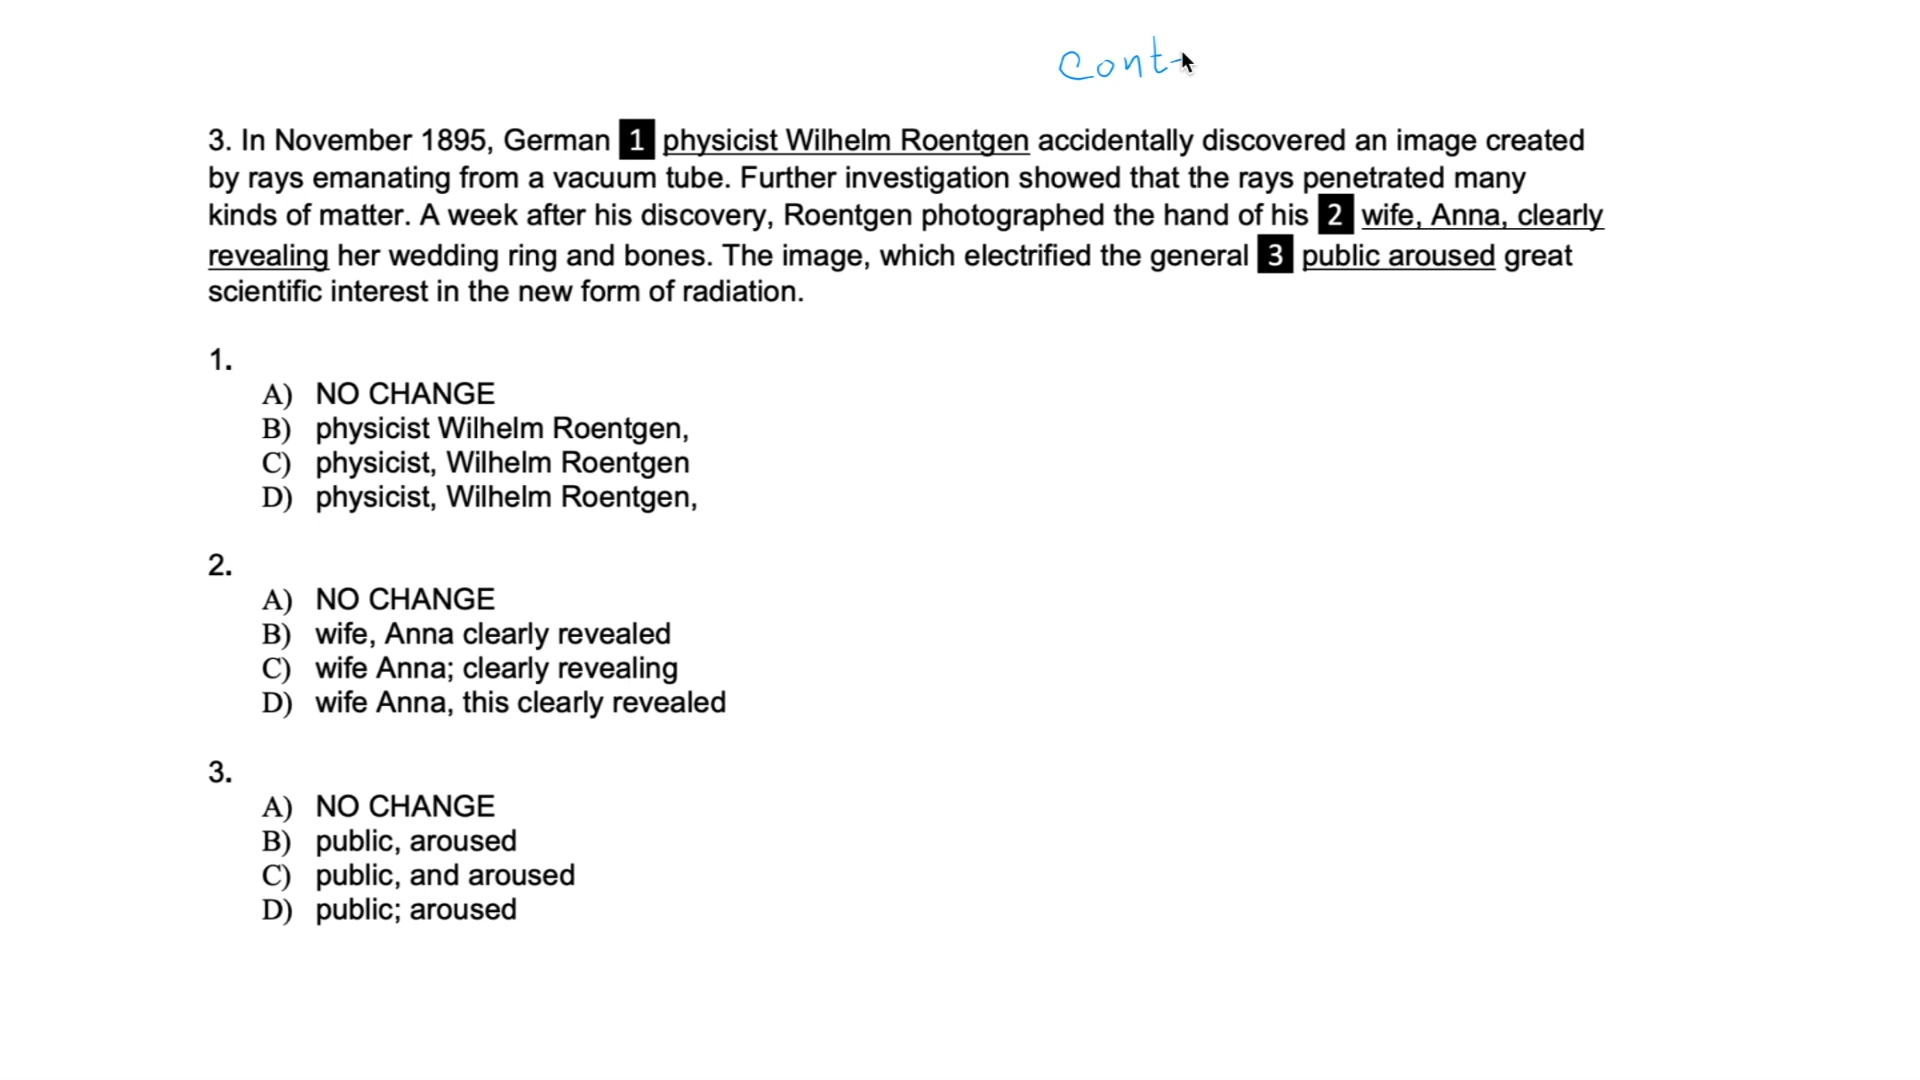 cont
3. In November 1895, German 1 physicist Wilhelm Roentgen accidentally discovered an image created
by rays emanating from a vacuum tube. Further investigation showed that the rays penetrated many
kinds of matter. A week after his discovery, Roentgen photographed the hand of his 2 wife, Anna, clearly
revealing her wedding ring and bones. The image, which electrified the general 3 public aroused great
scientific interest in the new form of radiation.
1.
A) NO CHANGE
B) physicist Wilhelm Roentgen,
C) physicist, Wilhelm Roentgen
D) physicist, Wilhelm Roentgen,
2.
A) NO CHANGE
B) wife, Anna clearly revealed
C) wife Anna; clearly revealing
D) wife Anna, this clearly revealed
3.
A) NO CHANGE
B) public, aroused
C) public, and aroused
D) public; aroused